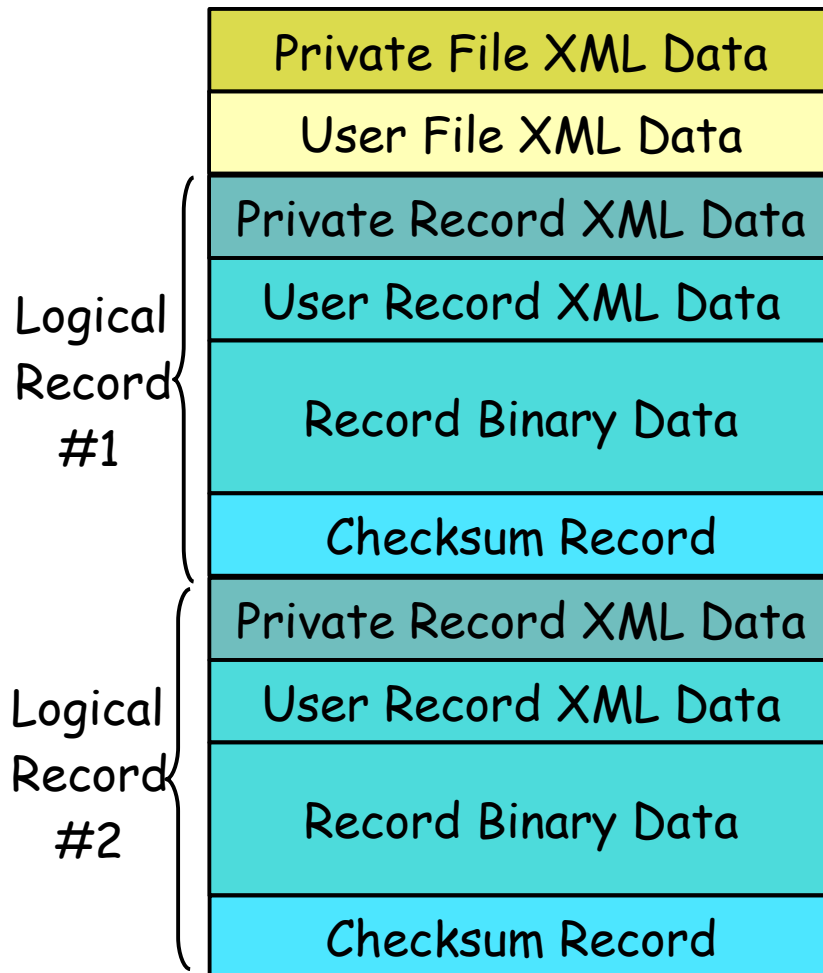 Private File XML Data
User File XML Data
Private Record XML Data
User Record XML Data
Logical
Record
#1
Record Binary Data
Checksum Record
Private Record XML Data
User Record XML Data
Logical
Record
#2
Record Binary Data
Checksum Record